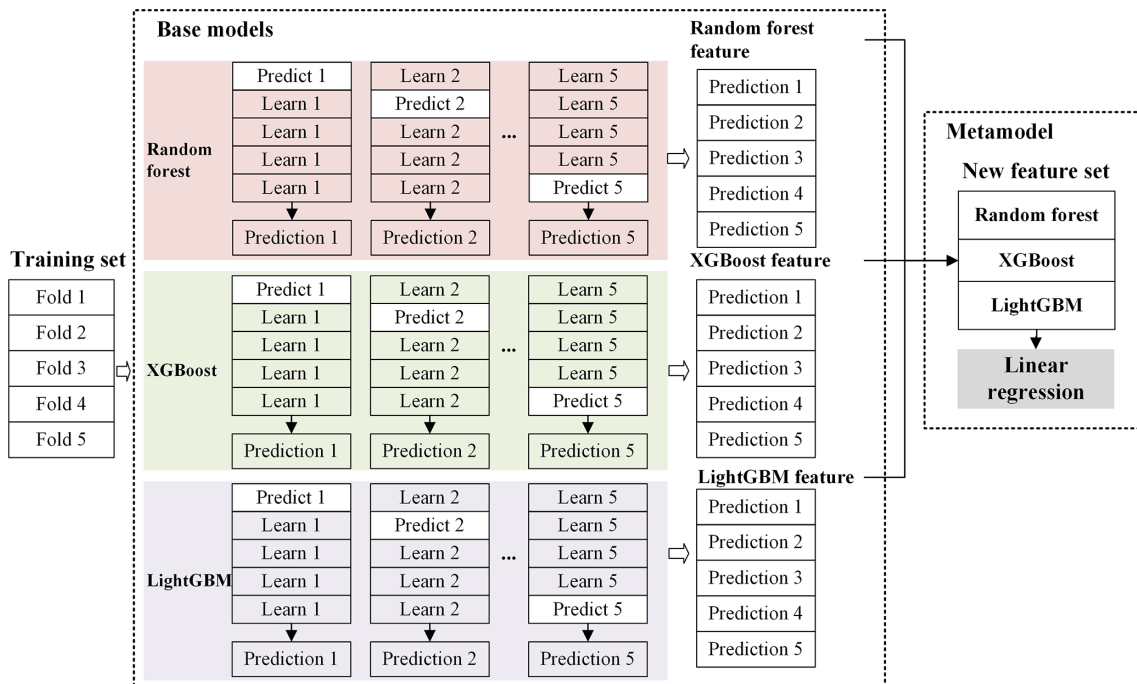 Base models
Training set
Fold 1
Fold 2
Fold 3
Fold 4
Fold 5
Random
forest
Predict 1
Learn 1
Learn 1
Learn 1
Learn 1
Prediction 1
Learn 2
Predict 2
Learn 2
Learn 2
Learn 2
Prediction 2
...
Learn 5
Learn 5
Learn 5
Learn 5
Predict 5
Prediction 5
Random forest
feature
Prediction 1
Prediction 2
Prediction 3
Prediction 4
Prediction 5
XGBoost
Predict 1
Learn 1
Learn 1
Learn 1
Learn 1
Prediction 1
Learn 2
Predict 2
Learn 2
Learn 2
Learn 2
Prediction 2
...
Learn 5
Learn 5
Learn 5
Learn 5
Predict 5
Prediction 5
XGBoost feature
Prediction 1
Prediction 2
Prediction 3
Prediction 4
Prediction 5
LightGBM
Predict 1
Learn 1
Learn 1
Learn 1
Learn 1
Prediction 1
Learn 2
Predict 2
Learn 2
Learn 2
Learn 2
Prediction 2
...
Learn 5
Learn 5
Learn 5
Learn 5
Predict 5
Prediction 5
LightGBM feature
Prediction 1
Prediction 2
Prediction 3
Prediction 4
Prediction 5
Metamodel
New feature set
Random forest
XGBoost
LightGBM
Linear
regression